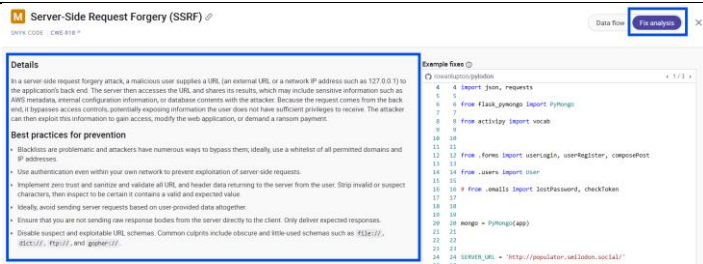 M Server-Side Request Forgery (SSRF)
SNYK CODE CWE-918
Data flow Fix analysis
Details
In a server-side request forgery attack, a malicious user supplies a URL (an external URL or a network IP address such as 127.0.0.1) to
the application's back end. The server then accesses the URL and shares its results, which may include sensitive information such as
AWS metadata, internal configuration information, or database contents with the attacker. Because the request comes from the back
end, it bypasses access controls, potentially exposing information the user does not have sufficient privileges to receive. The attacker
can then exploit this information to gain access, modify the web application, or demand a ransom payment.
Best practices for prevention
• Blacklists are problematic and attackers have numerous ways to bypass them; ideally, use a whitelist of all permitted domains and
IP addresses.
• Use authentication even within your own network to prevent exploitation of server-side requests.
• Implement zero trust and sanitize and validate all URL and header data returning to the server from the user. Strip invalid or suspect
characters, then inspect to be certain it contains a valid and expected value.
• Ideally, avoid sending server requests based on user-provided data altogether.
• Ensure that you are not sending raw response bodies from the server directly to the client. Only deliver expected responses.
• Disable suspect and exploitable URL schemas. Common culprits include obscure and little-used schemas such as file://,
dict://, ftp://, and gopher://.
Example fixes
rowanlupton/pylodon 1 / 3
4 4 import json, requests
5 5
6 6 from flask_pymongo import PyMongo
7 7
8 8 from activipy import vocab
9 9
10 10
11 11
12 12 from .forms import userLogin, userRegister, composePost
13 13
14 14 from .users import User
15 15
16 16 # from .emails import lostPassword, checkToken
17 17
18 18
19 19
20 20 mongo = PyMongo(app)
21 21
22 22
23 23
24 24 SERVER_URL = 'http://populator.smilodon.social/'